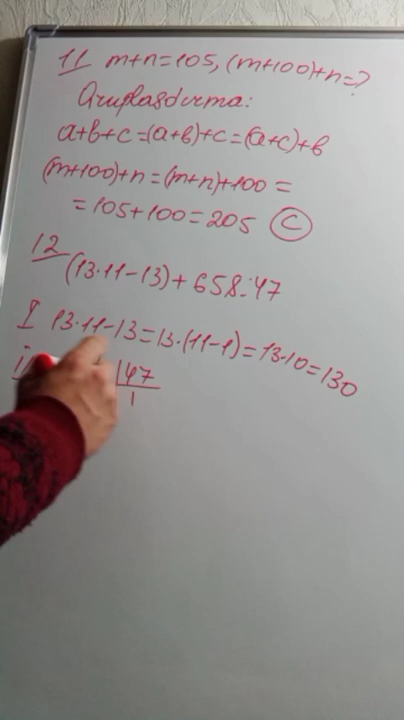 11 m+n=105, (m+100)+n=?
Qruplaşdırma:
a+b+c=(a+b)+c=(a+c)+b
(m+100)+n=(m+n)+100=
=105+100=205 C
12
(13·11-13)+658:47
I 13·11-13=13·(11-1)=13·10=130
47
1